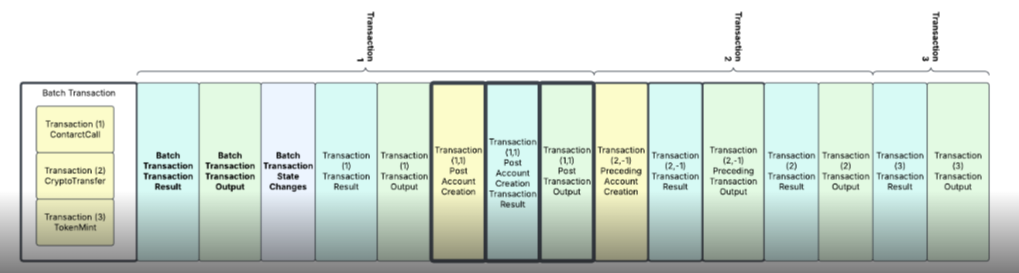 Transaction
1
Transaction
2
Transaction
3
Batch Transaction
Transaction (1)
ContarctCall
Transaction (2)
CryptoTransfer
Transaction (3)
TokenMint
Batch
Transaction
Transaction
Result
Batch
Transaction
Output
Batch
Transaction
State
Changes
Transaction
(1)
Transaction
Result
Transaction
(1)
Transaction
Output
Transaction
(1,1)
Post
Account
Creation
Transaction
(1,1)
Post
Account
Creation
Transaction
Result
Transaction
(1,1)
Post
Transaction
Output
Transaction
(2,-1)
Preceding
Account
Creation
Transaction
(2,-1)
Transaction
Result
Transaction
(2,-1)
Preceding
Transaction
Output
Transaction
(2)
Transaction
Result
Transaction
(2)
Transaction
Output
Transaction
(3)
Transaction
Result
Transaction
(3)
Transaction
Output